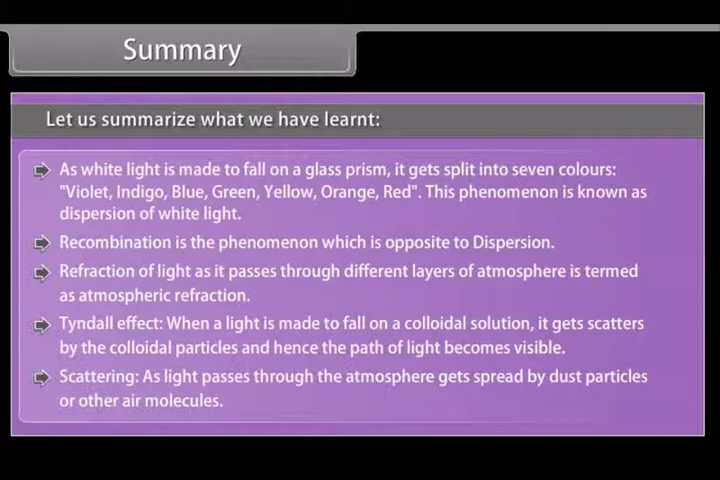 Summary
Let us summarize what we have learnt:
As white light is made to fall on a glass prism, it gets split into seven colours:
"Violet, Indigo, Blue, Green, Yellow, Orange, Red". This phenomenon is known as
dispersion of white light.
Recombination is the phenomenon which is opposite to Dispersion.
Refraction of light as it passes through different layers of atmosphere is termed
as atmospheric refraction.
Tyndall effect: When a light is made to fall on a colloidal solution, it gets scatters
by the colloidal particles and hence the path of light becomes visible.
Scattering: As light passes through the atmosphere gets spread by dust particles
or other air molecules.